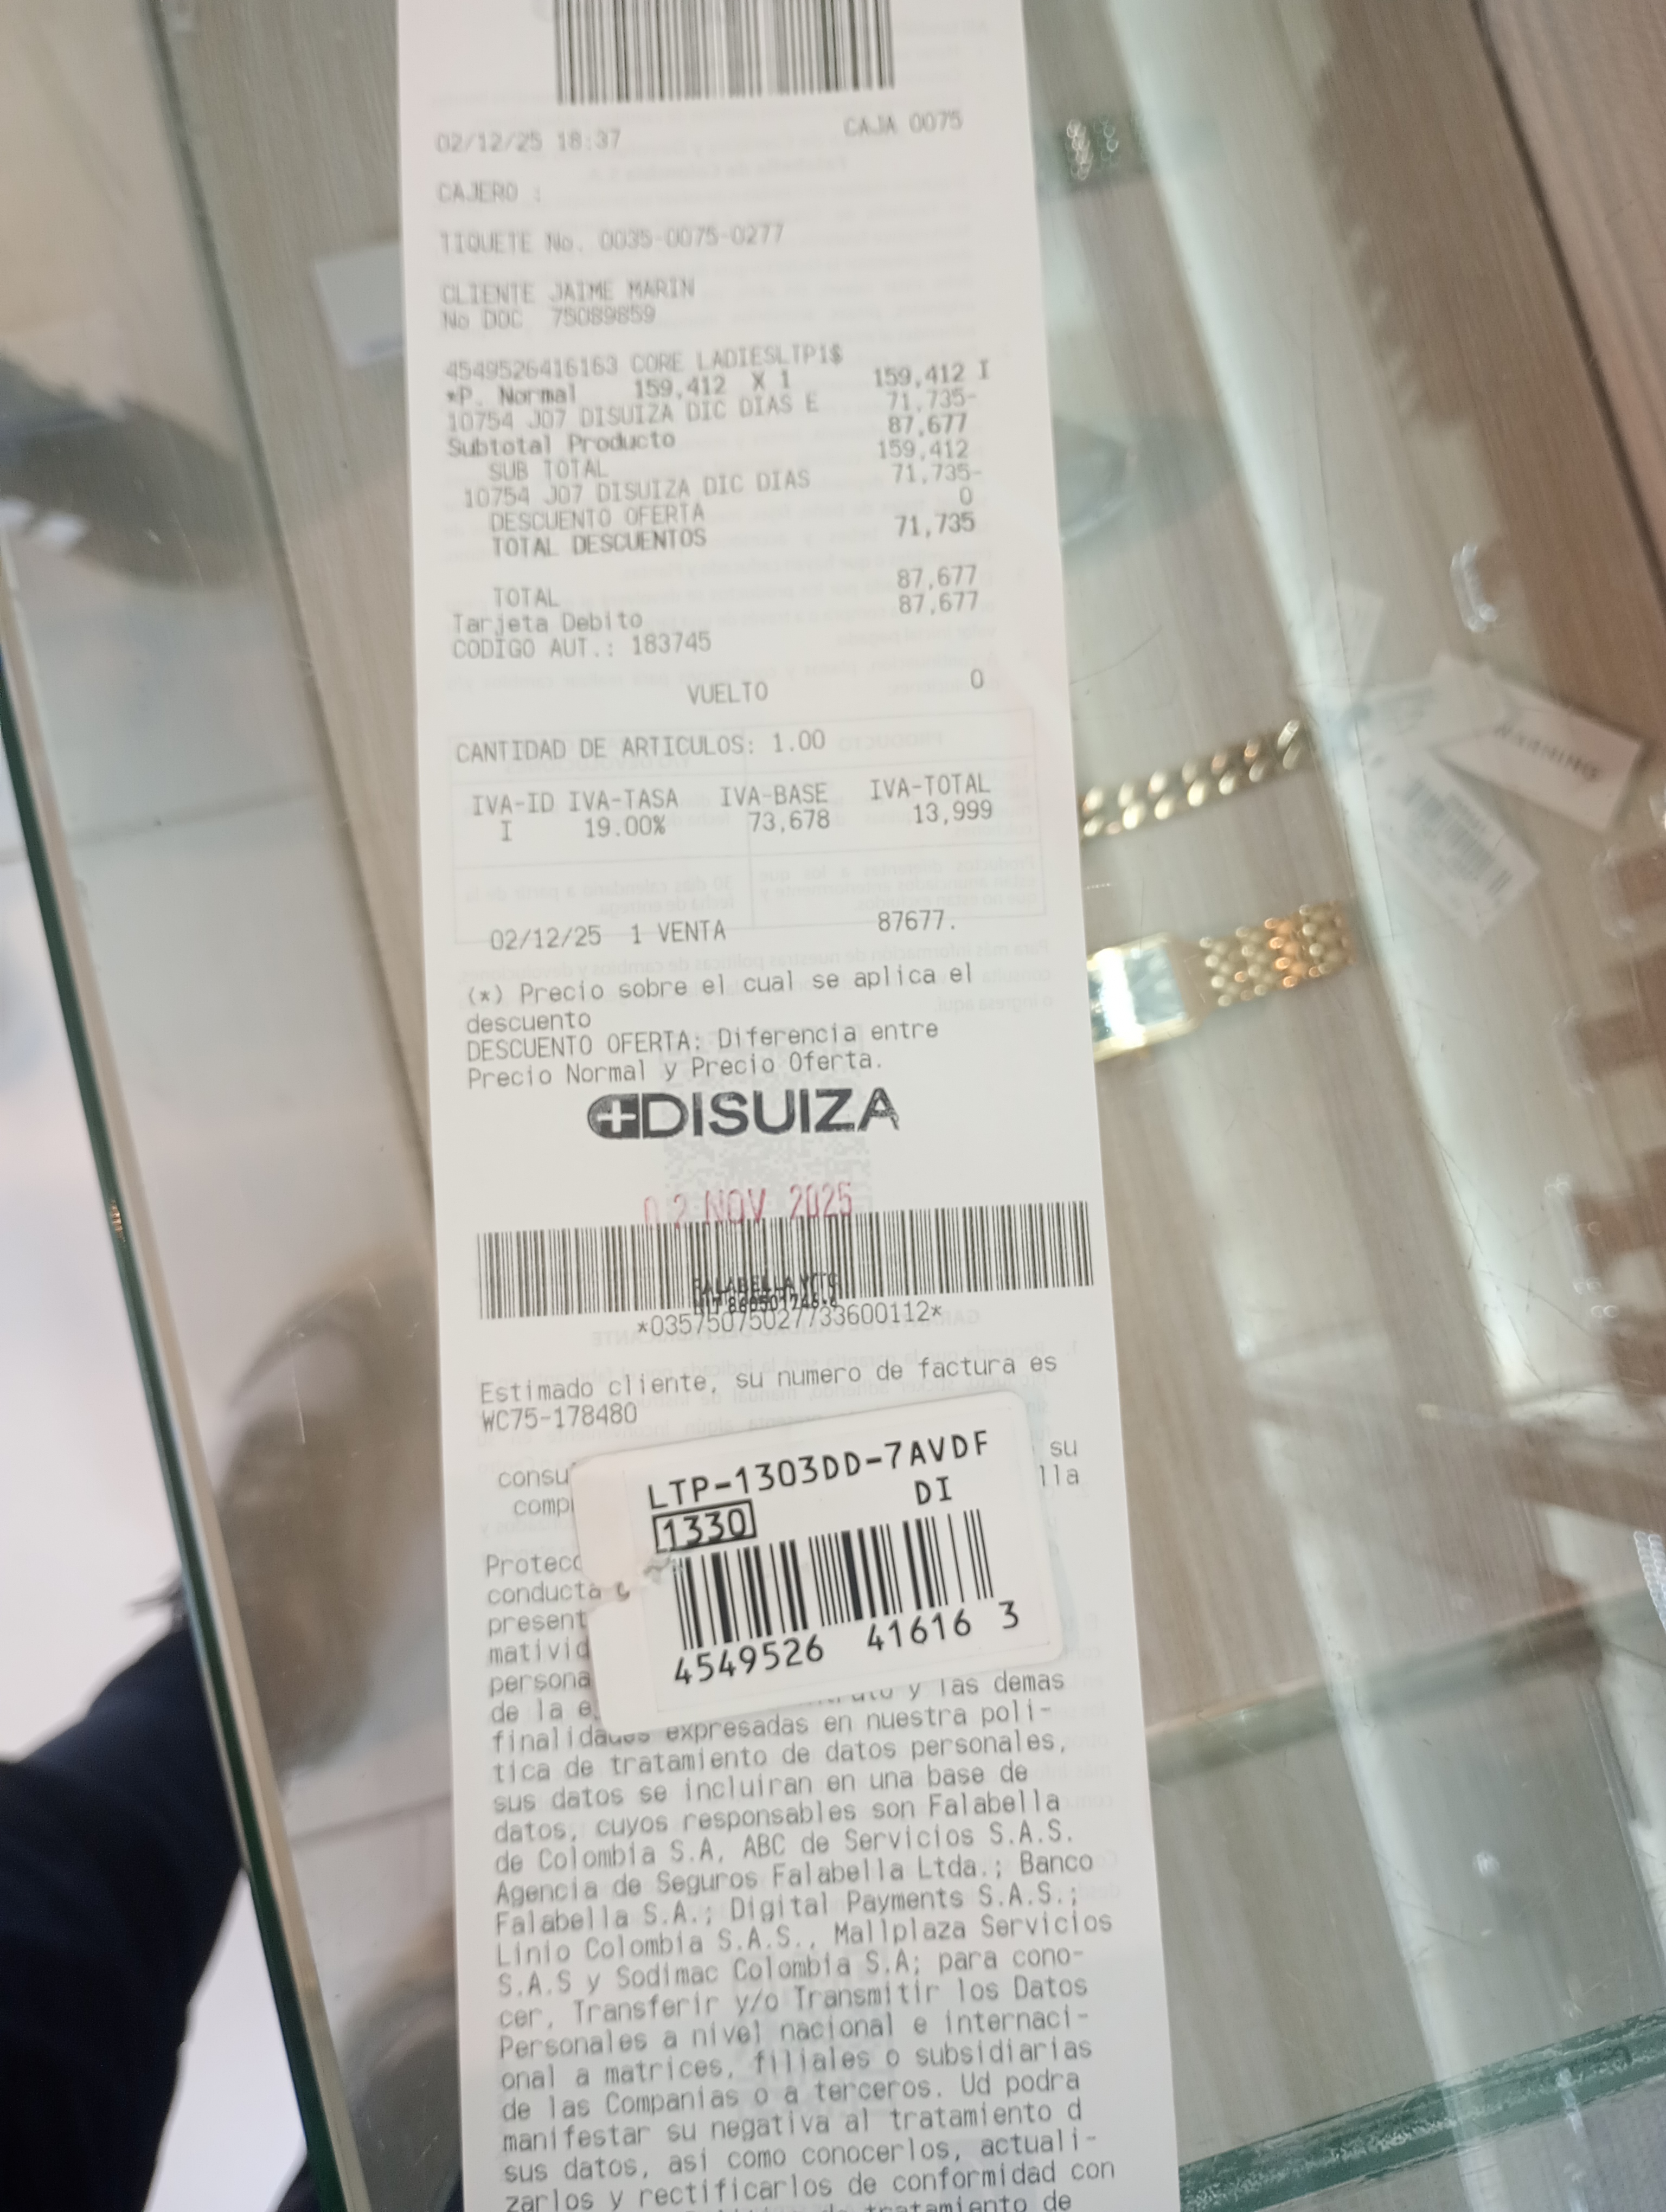 02/12/25 18:37 CAJA 0075
CAJERO :
TIQUETE No. 0035-0075-0277
CLIENTE JAIME MARIN
No DOC 75089859
4549526416163 CORE LADIESLTP1$
*P. Normal 159,412 X 1 159,412 I
10754 J07 DISUIZA DIC DIAS E 71,735-
Subtotal Producto 87,677
SUB TOTAL 159,412
10754 J07 DISUIZA DIC DIAS 71,735-
DESCUENTO OFERTA 0
TOTAL DESCUENTOS 71,735
TOTAL 87,677
Tarjeta Debito 87,677
CODIGO AUT.: 183745
VUELTO 0
CANTIDAD DE ARTICULOS: 1.00
IVA-ID IVA-TASA IVA-BASE IVA-TOTAL
I 19.00% 73,678 13,999
02/12/25 1 VENTA 87677.
(*) Precio sobre el cual se aplica el
descuento
DESCUENTO OFERTA: Diferencia entre
Precio Normal y Precio Oferta.
DISUIZA
02 NOV 2025
*03575075027733600112*
Estimado cliente, su numero de factura es
WC75-178480
su
lla
LTP-1303DD-7AVDF
DI
1330
4549526 41616 3
conducta
de la y las demas
finalidades expresadas en nuestra poli-
tica de tratamiento de datos personales,
sus datos se incluiran en una base de
datos, cuyos responsables son Falabella
de Colombia S.A, ABC de Servicios S.A.S.
Agencia de Seguros Falabella Ltda.; Banco
Falabella S.A.; Digital Payments S.A.S.;
Linio Colombia S.A.S., Mallplaza Servicios
S.A.S y Sodimac Colombia S.A; para cono-
cer, Transferir y/o Transmitir los Datos
Personales a nivel nacional e internaci-
onal a matrices, filiales o subsidiarias
de las Companias o a terceros. Ud podra
manifestar su negativa al tratamiento d
sus datos, asi como conocerlos, actuali-
zarlos y rectificarlos de conformidad con
tratamiento de
WARNING